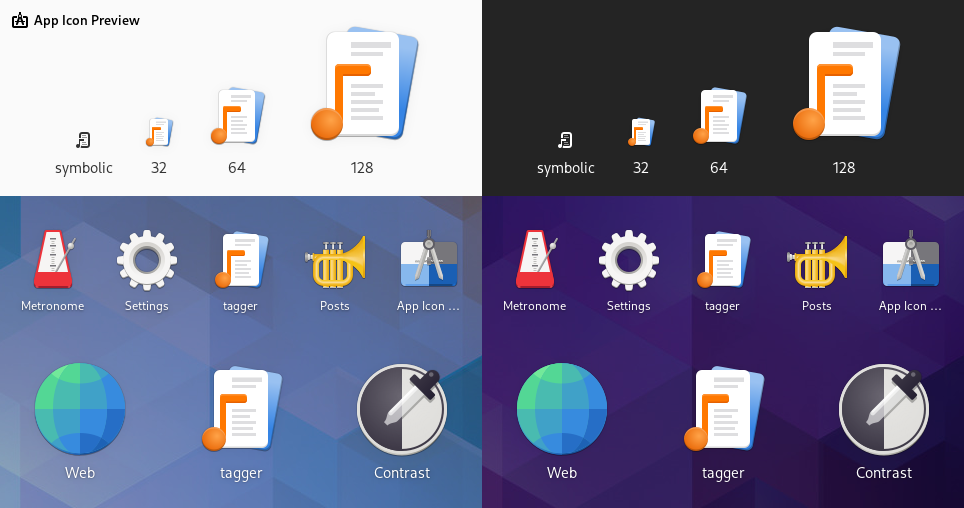 App Icon Preview
symbolic 32 64 128
symbolic 32 64 128
Metronome Settings tagger Posts App Icon ...
Metronome Settings tagger Posts App Icon ...
Web tagger Contrast
Web tagger Contrast